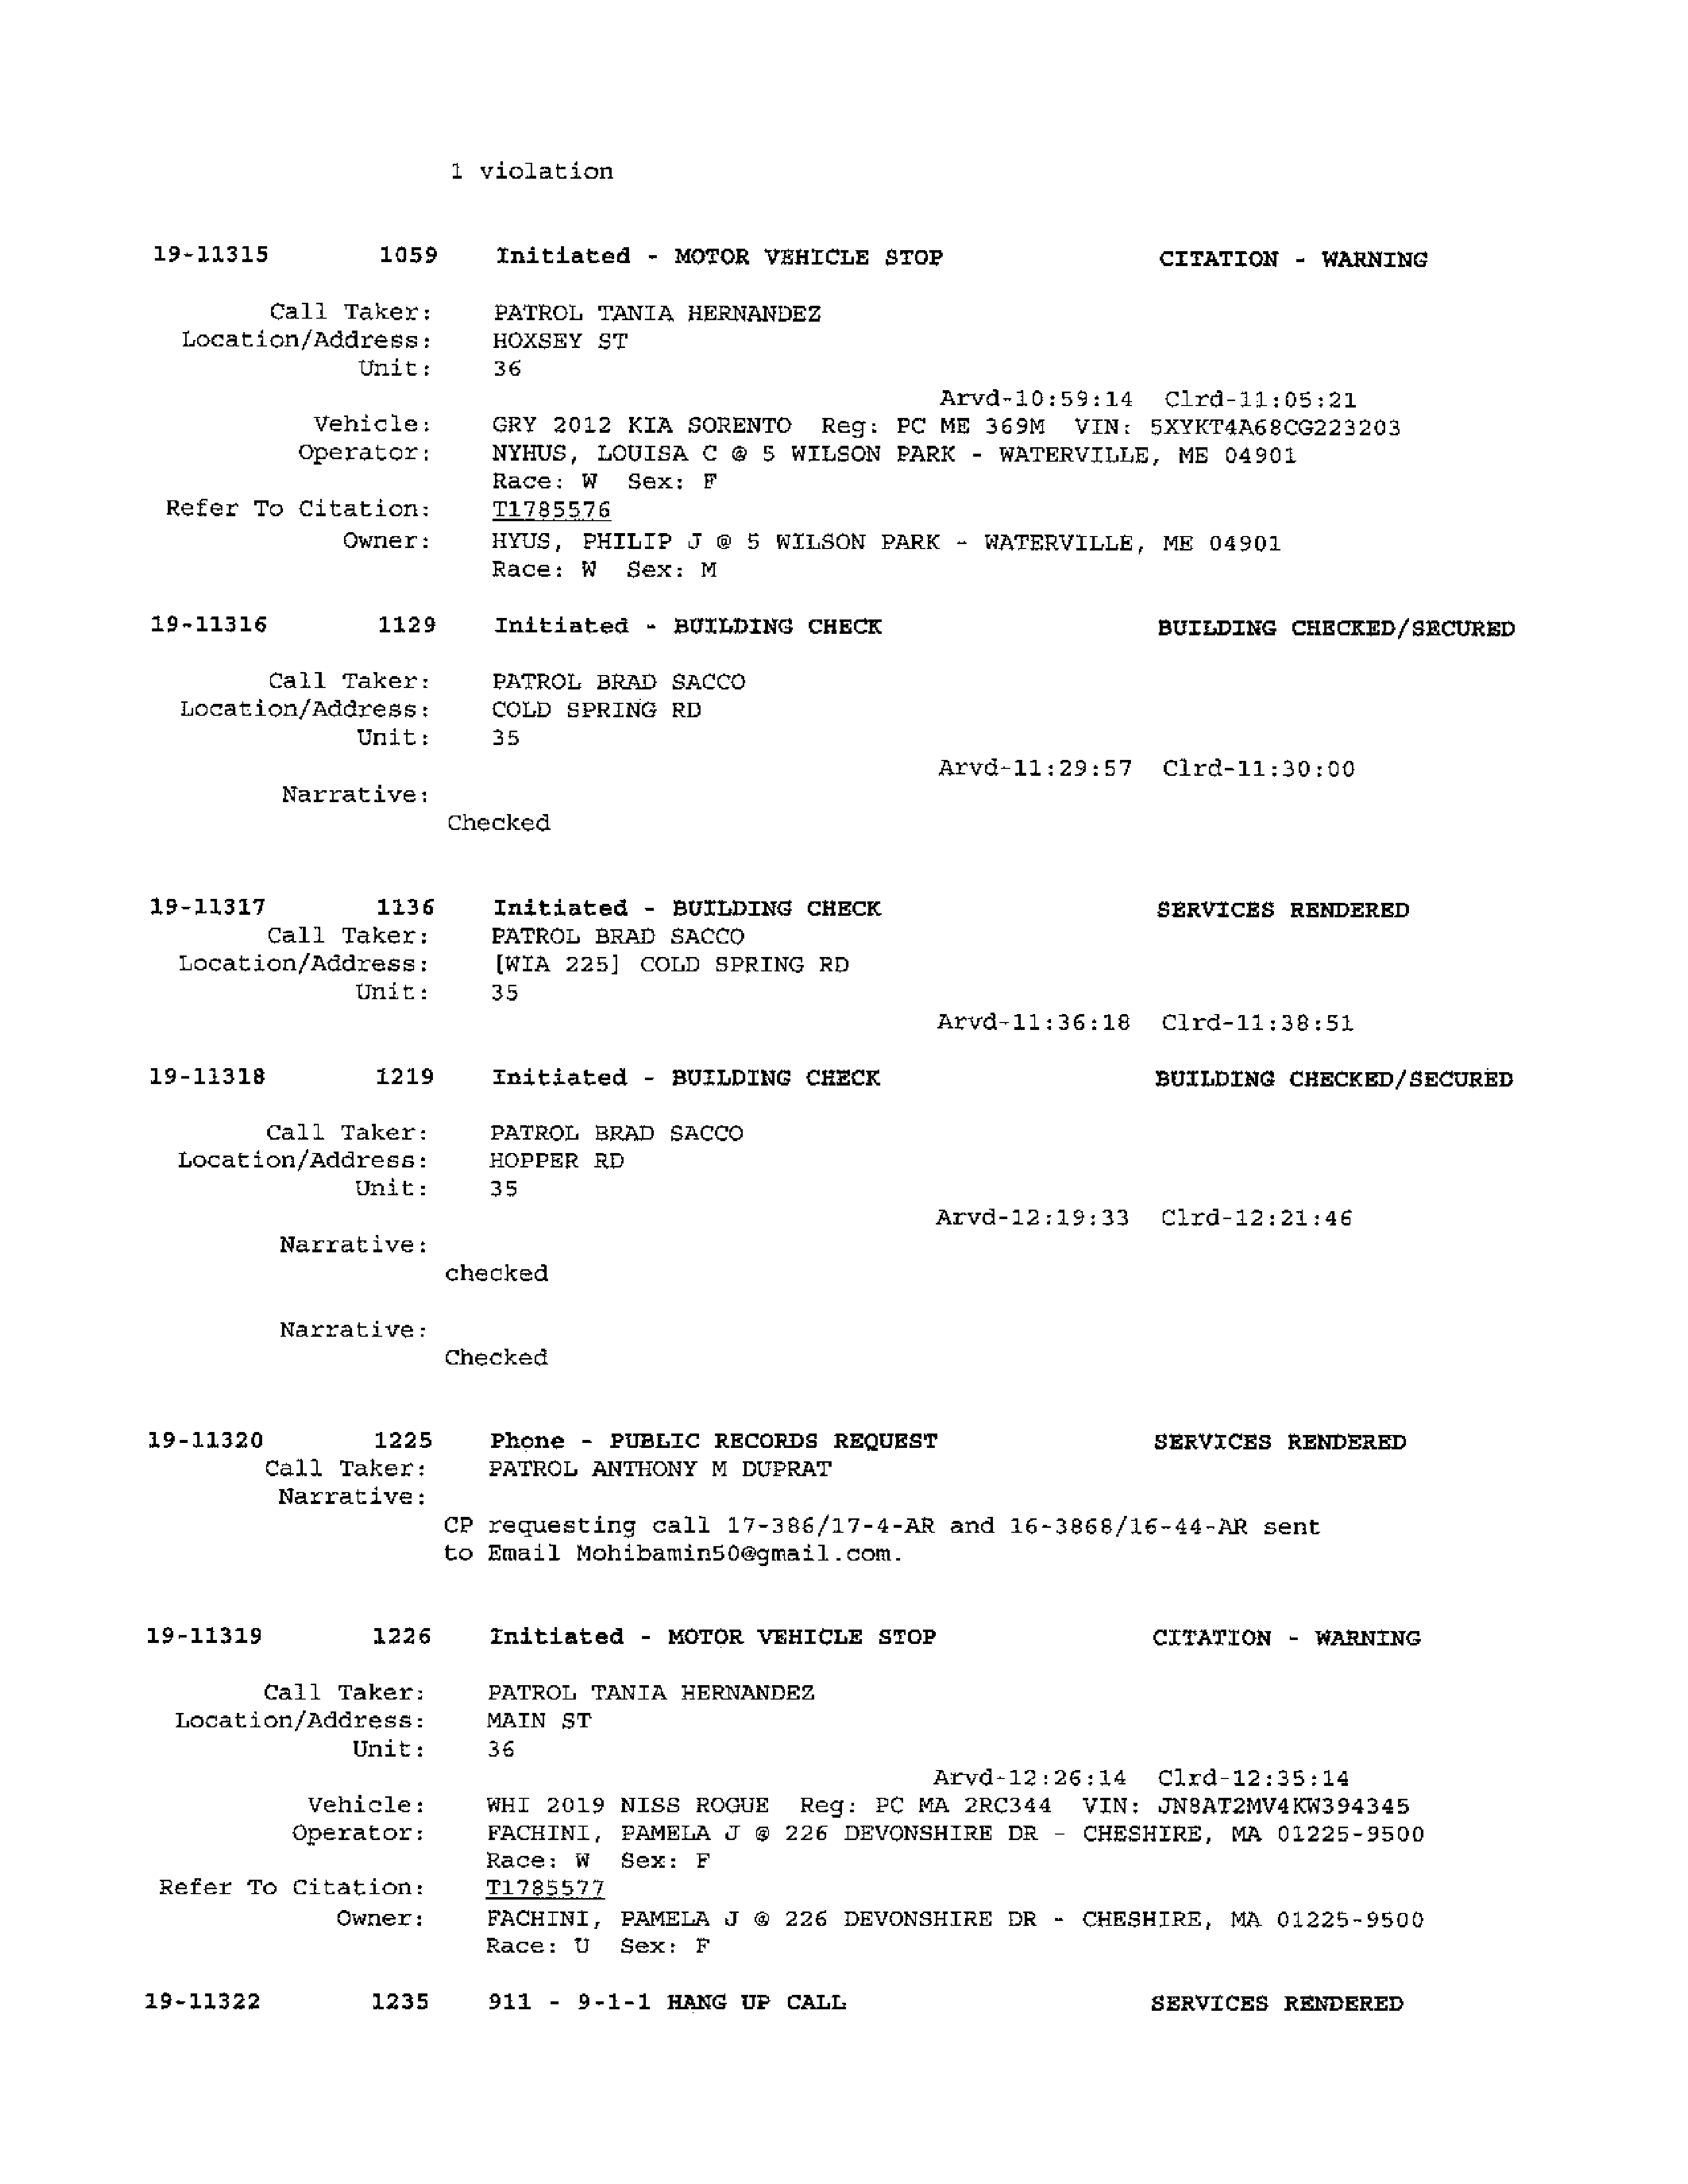 1 violation
19-11315 1059 Initiated - MOTOR VEHICLE STOP CITATION - WARNING
Call Taker: PATROL TANIA HERNANDEZ
Location/Address: HOXSEY ST
Unit: 36
Arvd-10:59:14 Clrd-11:05:21
Vehicle: GRY 2012 KIA SORENTO Reg: PC ME 369M VIN: 5XYKT4A68CG223203
Operator: NYHUS, LOUISA C @ 5 WILSON PARK - WATERVILLE, ME 04901
Race: W Sex: F
Refer To Citation: T1785576
Owner: HYUS, PHILIP J @ 5 WILSON PARK - WATERVILLE, ME 04901
Race: W Sex: M
19-11316 1129 Initiated - BUILDING CHECK BUILDING CHECKED/SECURED
Call Taker: PATROL BRAD SACCO
Location/Address: COLD SPRING RD
Unit: 35
Arvd-11:29:57 Clrd-11:30:00
Narrative:
Checked
19-11317 1136 Initiated - BUILDING CHECK SERVICES RENDERED
Call Taker: PATROL BRAD SACCO
Location/Address: [WIA 225] COLD SPRING RD
Unit: 35
Arvd-11:36:18 Clrd-11:38:51
19-11318 1219 Initiated - BUILDING CHECK BUILDING CHECKED/SECURED
Call Taker: PATROL BRAD SACCO
Location/Address: HOPPER RD
Unit: 35
Arvd-12:19:33 Clrd-12:21:46
Narrative:
checked
Narrative:
Checked
19-11320 1225 Phone - PUBLIC RECORDS REQUEST SERVICES RENDERED
Call Taker: PATROL ANTHONY M DUPRAT
Narrative:
CP requesting call 17-386/17-4-AR and 16-3868/16-44-AR sent
to Email Mohibamin50@gmail.com.
19-11319 1226 Initiated - MOTOR VEHICLE STOP CITATION - WARNING
Call Taker: PATROL TANIA HERNANDEZ
Location/Address: MAIN ST
Unit: 36
Arvd-12:26:14 Clrd-12:35:14
Vehicle: WHI 2019 NISS ROGUE Reg: PC MA 2RC344 VIN: JN8AT2MV4KW394345
Operator: FACHINI, PAMELA J @ 226 DEVONSHIRE DR - CHESHIRE, MA 01225-9500
Race: W Sex: F
Refer To Citation: T1785577
Owner: FACHINI, PAMELA J @ 226 DEVONSHIRE DR - CHESHIRE, MA 01225-9500
Race: U Sex: F
19-11322 1235 911 - 9-1-1 HANG UP CALL SERVICES RENDERED